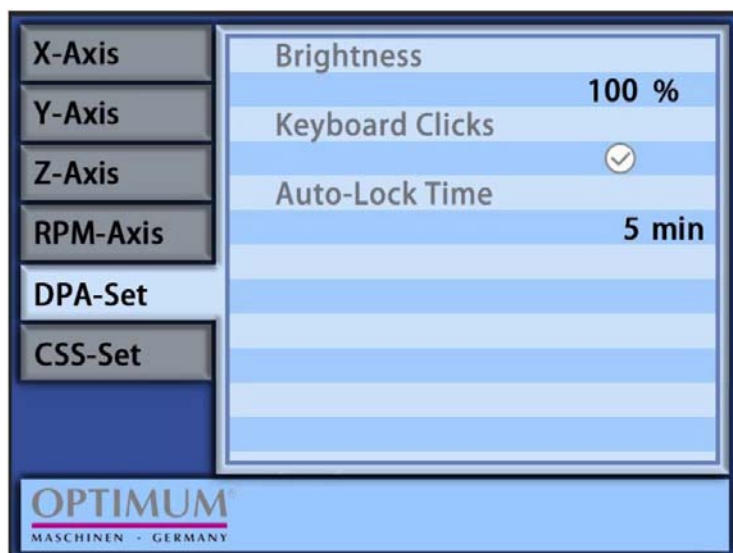 X-Axis
Y-Axis
Z-Axis
RPM-Axis
DPA-Set
CSS-Set
Brightness
100 %
Keyboard Clicks
Auto-Lock Time
5 min
OPTIMUM®
MASCHINEN - GERMANY